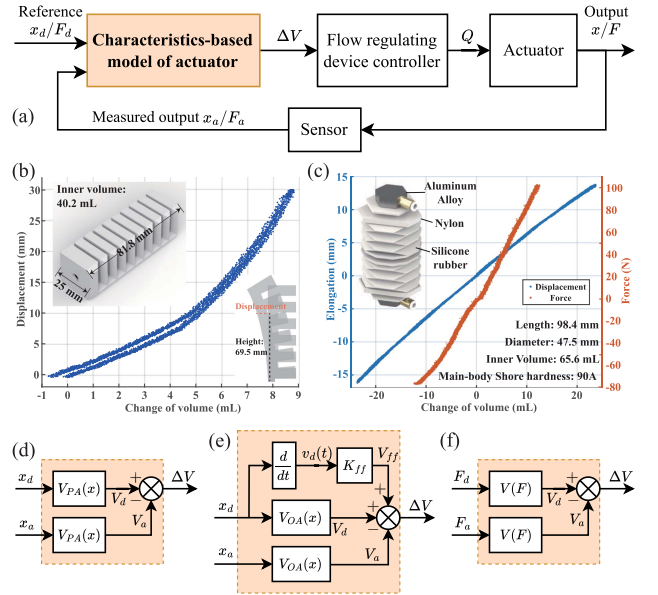 Reference
x_d/F_d
Characteristics-based
model of actuator
ΔV
Flow regulating
device controller
Q
Actuator
Output
x/F
Measured output x_a/F_a
Sensor
(a)
(b)
Inner volume:
40.2 mL
81.8 mm
25 mm
Displacement
Height:
69.5 mm
Displacement (mm)
30
25
20
15
10
5
0
-1 0 1 2 3 4 5 6 7 8 9
Change of volume (mL)
(c)
Aluminum
Alloy
Nylon
Silicone
rubber
Displacement
Force
Length: 98.4 mm
Diameter: 47.5 mm
Inner Volume: 65.6 mL
Main-body Shore hardness: 90A
Elongation (mm)
15
10
5
0
-5
-10
-15
Force (N)
100
80
60
40
20
0
-20
-40
-60
-80
-20 -10 0 10 20
Change of volume (mL)
(d)
x_d
V_PA(x)
V_d
+
−
ΔV
x_a
V_PA(x)
V_a
(e)
d/dt
v_d(t)
K_ff
V_ff
+
x_d
V_OA(x)
V_d
+
−
ΔV
x_a
V_OA(x)
V_a
(f)
F_d
V(F)
V_d
+
−
ΔV
F_a
V(F)
V_a